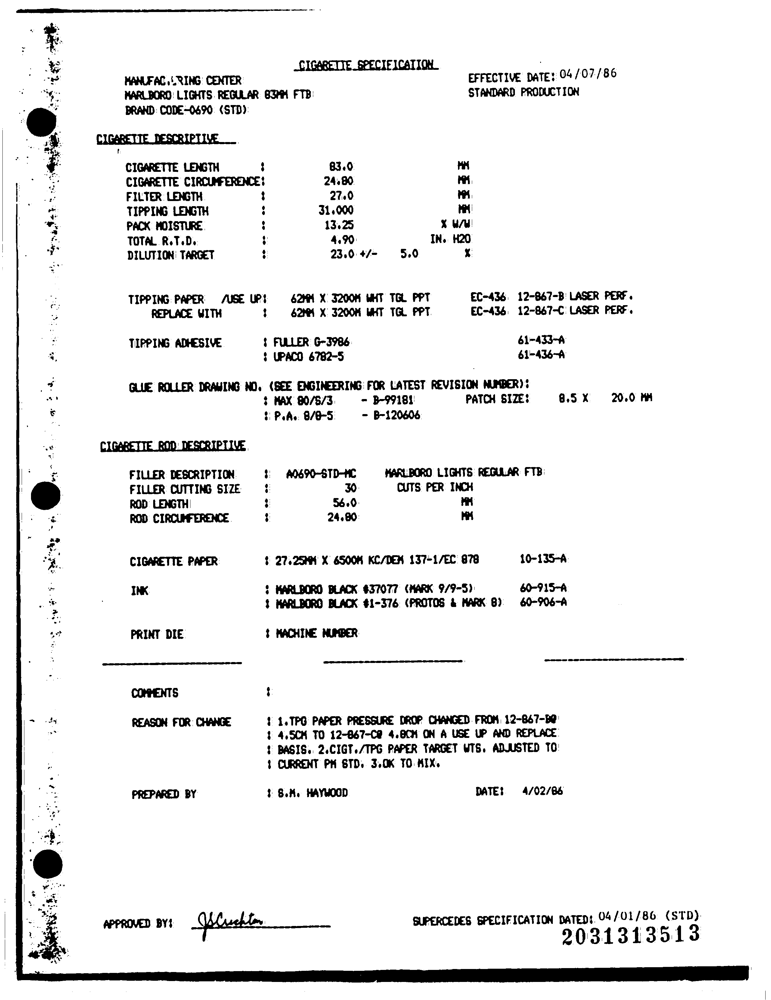 CIGARETTE SPECIFICATION
EFFECTIVE DATE: 04/07/86
MANUFACTURING CENTER
STANDARD PRODUCTION
MARLBORO LIGHTS REGULAR 83MM FTB
BRAND CODE-0690 (STD)
CIGARETTE DESCRIPTIVE
CIGARETTE LENGTH : 83.0 MM
CIGARETTE CIRCUMFERENCE: 24.80 MM
FILTER LENGTH : 27.0 MM
TIPPING LENGTH : 31.000 MM
PACK MOISTURE : 13.25 % W/W
TOTAL R.T.D. : 4.90 IN. H2O
DILUTION TARGET : 23.0 +/- 5.0 %
TIPPING PAPER /USE UP: 62MM X 3200M WHT TGL PPT EC-436 12-867-B LASER PERF.
REPLACE WITH : 62MM X 3200M WHT TGL PPT EC-436 12-867-C LASER PERF.
TIPPING ADHESIVE : FULLER G-3986 61-433-A
: UPACO 6782-5 61-436-A
GLUE ROLLER DRAWING NO. (SEE ENGINEERING FOR LATEST REVISION NUMBER):
: MAX 80/S/3 - B-99181 PATCH SIZE: 8.5 X 20.0 MM
: P.A. 8/8-5 - B-120606
CIGARETTE ROD DESCRIPTIVE
FILLER DESCRIPTION : A0690-STD-MC MARLBORO LIGHTS REGULAR FTB
FILLER CUTTING SIZE : 30 CUTS PER INCH
ROD LENGTH : 56.0 MM
ROD CIRCUMFERENCE : 24.80 MM
CIGARETTE PAPER : 27.25MM X 6500M KC/DEM 137-1/EC 878 10-135-A
INK : MARLBORO BLACK #37077 (MARK 9/9-5) 60-915-A
: MARLBORO BLACK #1-376 (PROTOS & MARK 8) 60-906-A
PRINT DIE : MACHINE NUMBER
COMMENTS :
REASON FOR CHANGE : 1.TPG PAPER PRESSURE DROP CHANGED FROM 12-867-B@
: 4.5CM TO 12-867-C@ 4.8CM ON A USE UP AND REPLACE
: BASIS. 2.CIGT./TPG PAPER TARGET WTS. ADJUSTED TO
: CURRENT PM STD. 3.OK TO MIX.
PREPARED BY : S.M. HAYWOOD DATE: 4/02/86
APPROVED BY: JSCrichton
SUPERCEDES SPECIFICATION DATED: 04/01/86 (STD)
2031313513